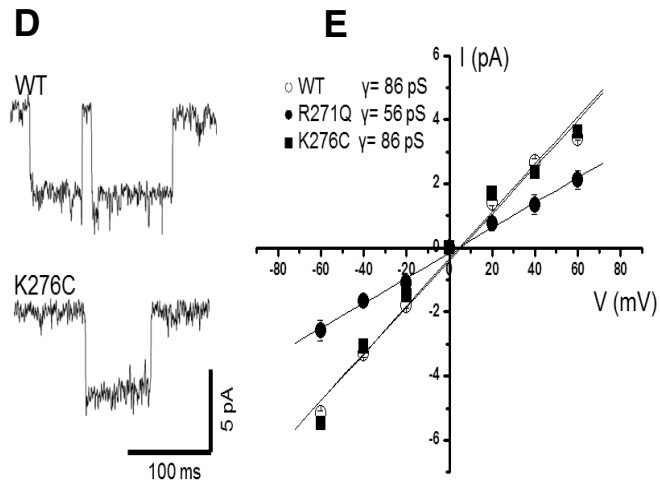 D
WT
K276C
5 pA
100 ms
E
I (pA)
WT γ= 86 pS
R271Q γ= 56 pS
K276C γ= 86 pS
6
4
2
0
-2
-4
-6
-80 -60 -40 -20 0 20 40 60 80
V (mV)